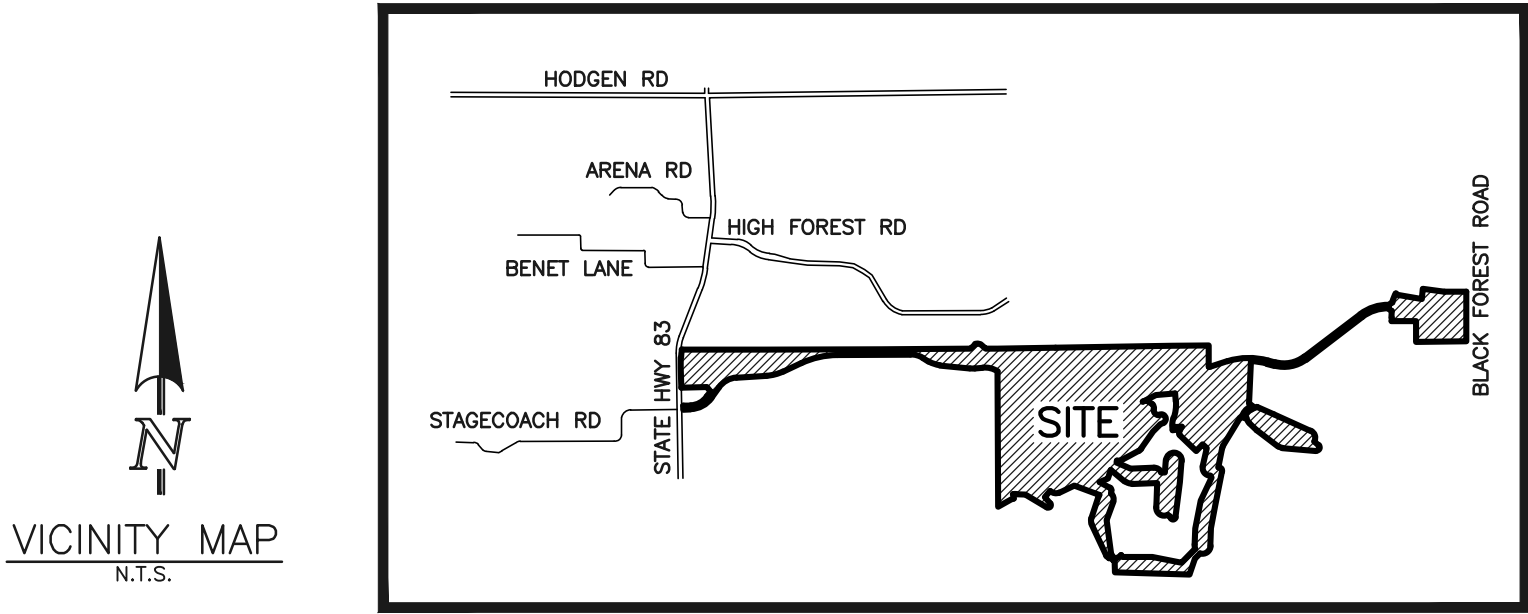 HODGEN RD
ARENA RD
HIGH FOREST RD
BENET LANE
STATE HWY 83
STAGECOACH RD
SITE
BLACK FOREST ROAD
N
VICINITY MAP
N.T.S.